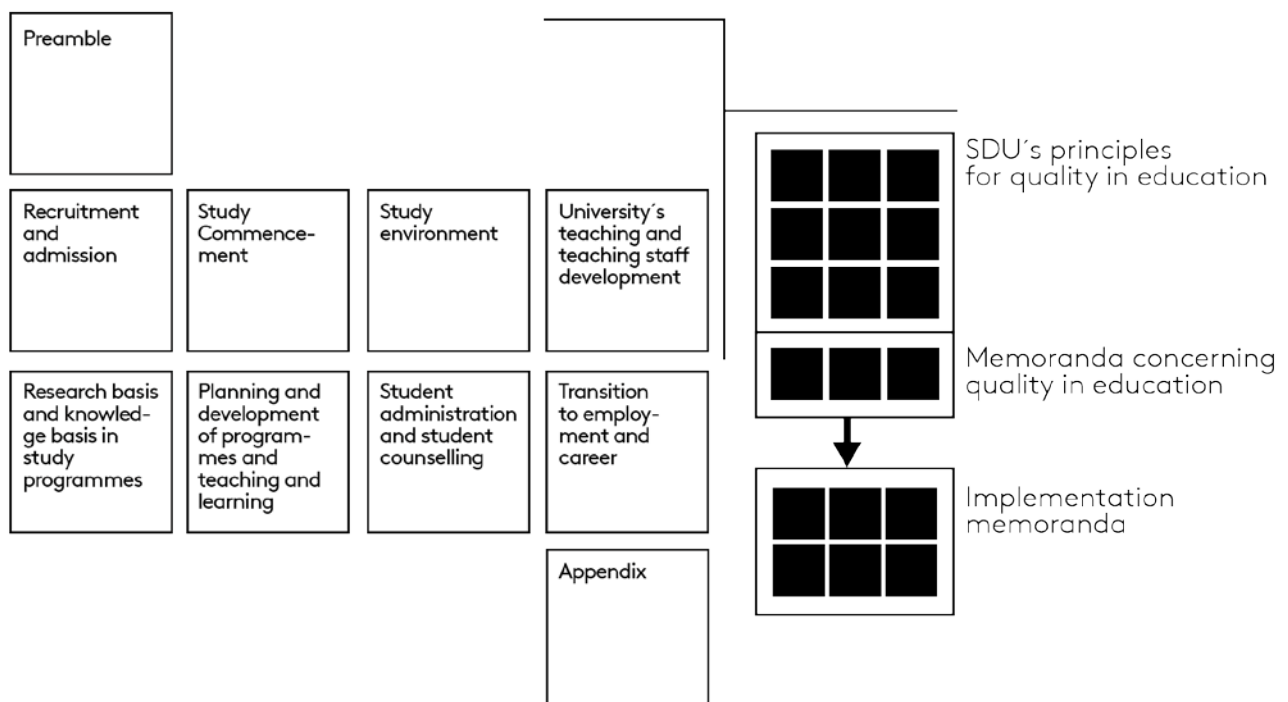 Preamble
Recruitment
and
admission
Study
Commence-
ment
Study
environment
University´s
teaching and
teaching staff
development
Research basis
and knowled-
ge basis in
study
programmes
Planning and
development
of program-
mes and
teaching and
learning
Student
administration
and student
counselling
Transition
to employ-
ment and
career
Appendix
SDU´s principles
for quality in education
Memoranda concerning
quality in education
Implementation
memoranda